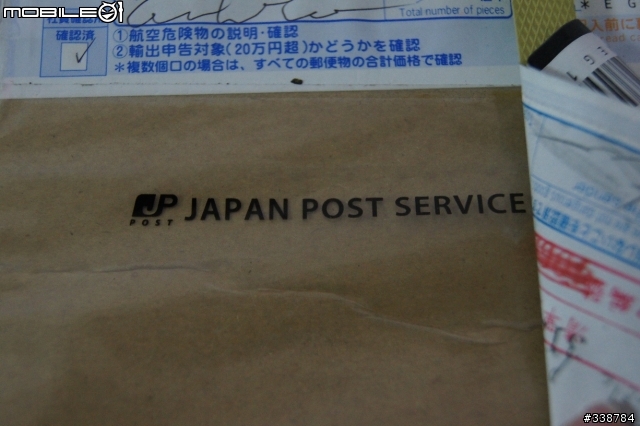 MOBILE01
Total number of pieces
確認済
①航空危険物の説明・確認
②輸出申告対象(20万円超)かどうかを確認
*複数個口の場合は、すべての郵便物の合計価格で確認
JP
POST
JAPAN POST SERVICE
#338784